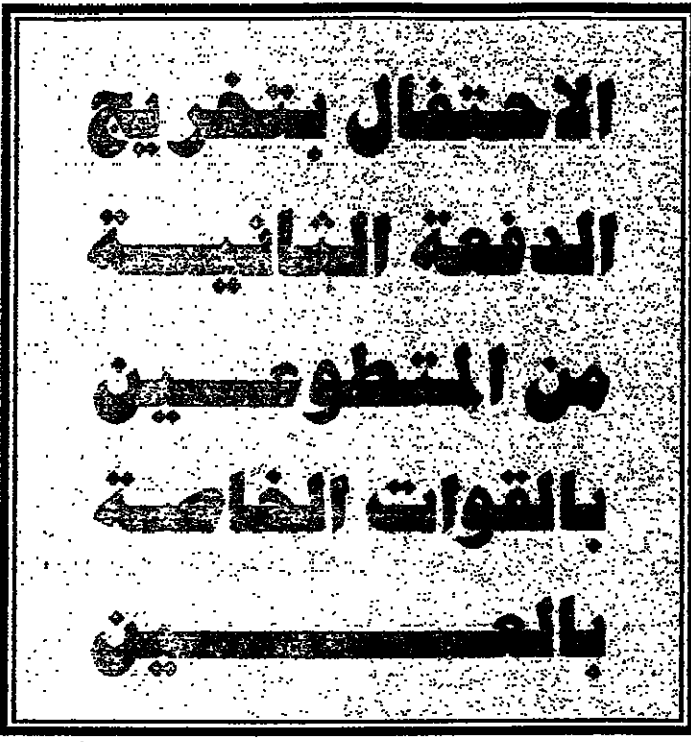 الاحتفال بتخريج
الدفعة الثانية
من المتطوعين
بالقوات الخاصة
بالعين